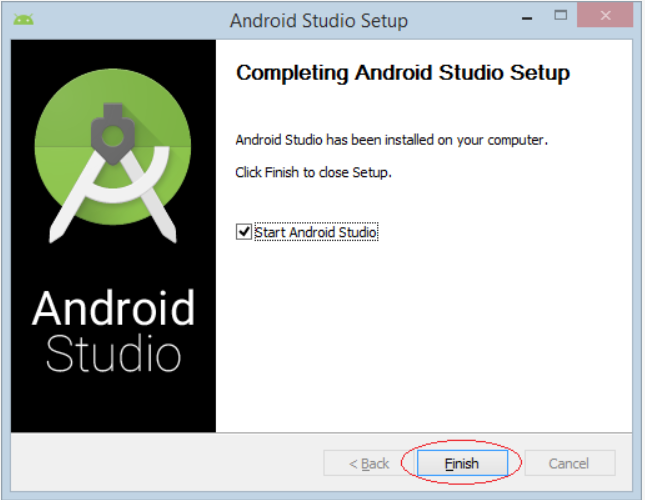 Android Studio Setup
Completing Android Studio Setup
Android Studio has been installed on your computer.
Click Finish to close Setup.
Start Android Studio
Android
Studio
< Back
Finish
Cancel